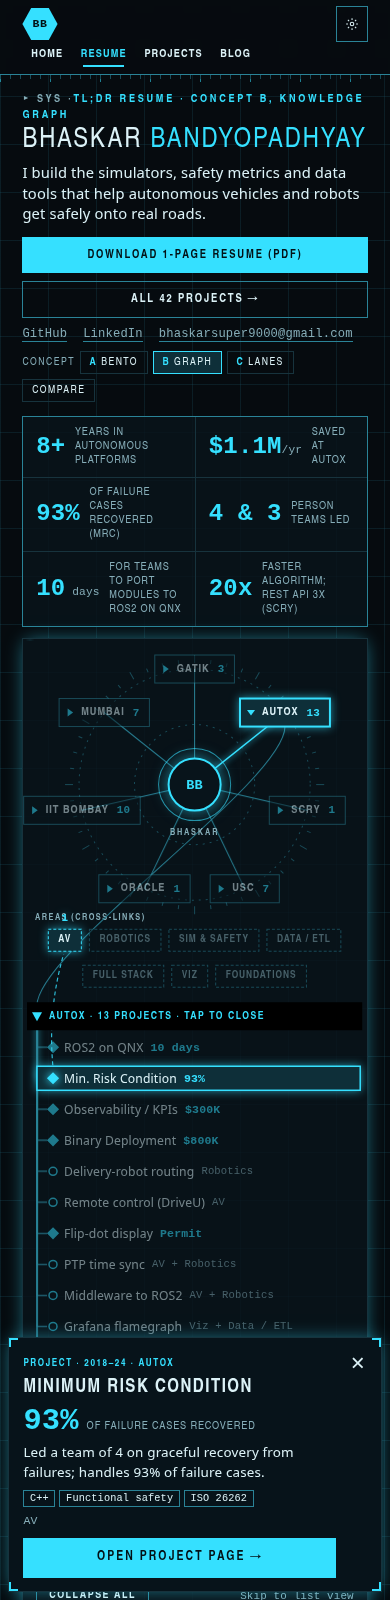 BB
HOME RESUME PROJECTS BLOG
‣ SYS ·TL;DR RESUME · CONCEPT B, KNOWLEDGE
GRAPH
BHASKAR BANDYOPADHYAY
I build the simulators, safety metrics and data
tools that help autonomous vehicles and robots
get safely onto real roads.
DOWNLOAD 1-PAGE RESUME (PDF)
ALL 42 PROJECTS →
GitHub LinkedIn bhaskarsuper9000@gmail.com
CONCEPT A BENTO B GRAPH C LANES
COMPARE
8+ YEARS IN AUTONOMOUS PLATFORMS
$1.1M/yr SAVED AT AUTOX
93% OF FAILURE CASES RECOVERED (MRC)
4 & 3 PERSON TEAMS LED
10 days FOR TEAMS TO PORT MODULES TO ROS2 ON QNX
20x FASTER ALGORITHM; REST API 3X (SCRY)
GATIK 3
MUMBAI 7
AUTOX 13
BB
IIT BOMBAY 10
SCRY 1
BHASKAR
ORACLE 1
USC 7
AREAS (CROSS-LINKS)
1
AV ROBOTICS SIM & SAFETY DATA / ETL
FULL STACK VIZ FOUNDATIONS
AUTOX · 13 PROJECTS · TAP TO CLOSE
ROS2 on QNX 10 days
Min. Risk Condition 93%
Observability / KPIs $300K
Binary Deployment $800K
Delivery-robot routing Robotics
Remote control (DriveU) AV
Flip-dot display Permit
PTP time sync AV + Robotics
Middleware to ROS2 AV + Robotics
Grafana flamegraph Viz + Data / ETL
PROJECT · 2018–24 · AUTOX
✕
MINIMUM RISK CONDITION
93% OF FAILURE CASES RECOVERED
Led a team of 4 on graceful recovery from
failures; handles 93% of failure cases.
C++ Functional safety ISO 26262
AV
OPEN PROJECT PAGE →
COLLAPSE ALL Skip to list view